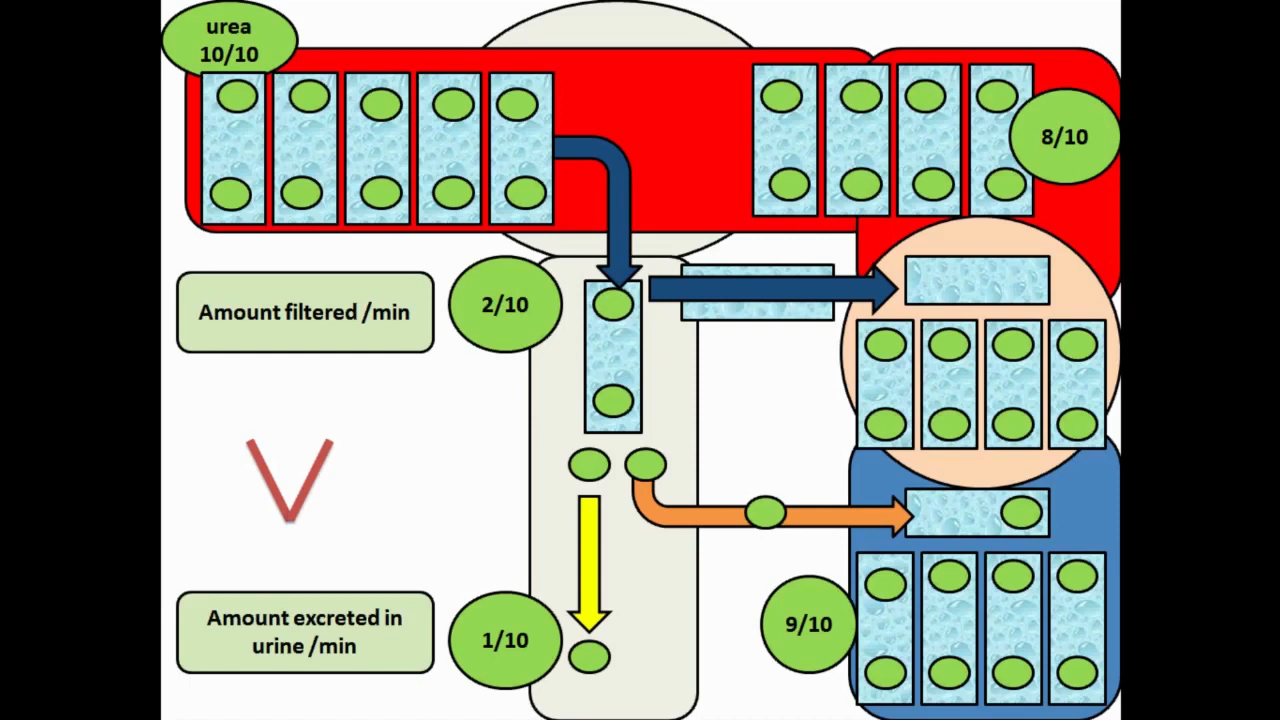 urea
10/10
8/10
Amount filtered /min
2/10
Amount excreted in
urine /min
1/10
9/10